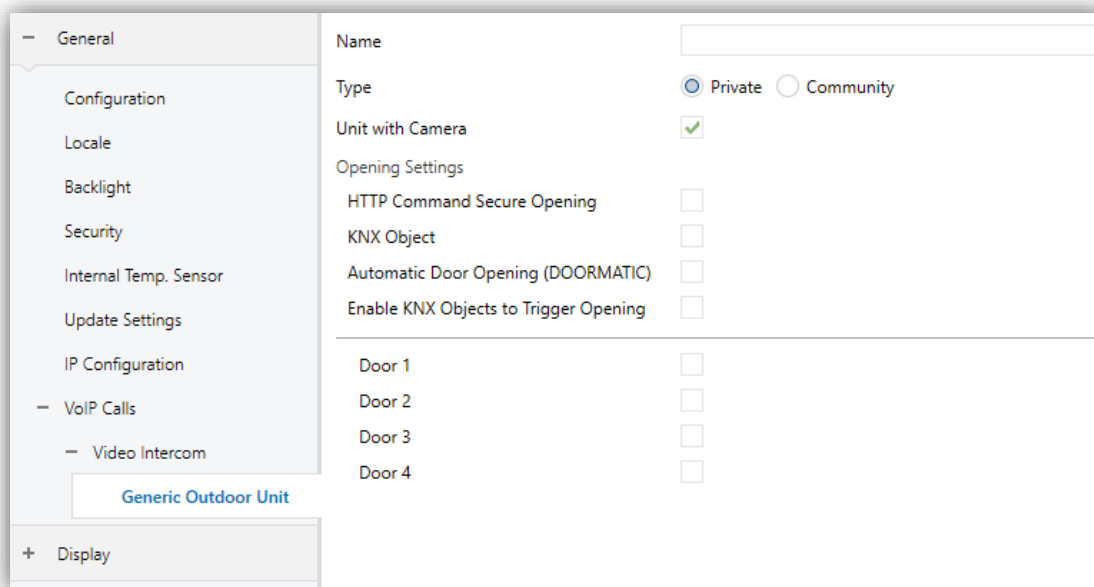 General
Configuration
Locale
Backlight
Security
Internal Temp. Sensor
Update Settings
IP Configuration
VoIP Calls
Video Intercom
Generic Outdoor Unit
Display
Name
Type Private Community
Unit with Camera
Opening Settings
HTTP Command Secure Opening
KNX Object
Automatic Door Opening (DOORMATIC)
Enable KNX Objects to Trigger Opening
Door 1
Door 2
Door 3
Door 4